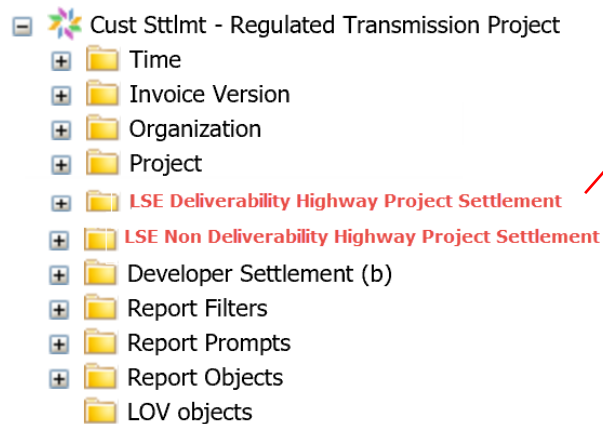 Cust Sttlmt - Regulated Transmission Project
Time
Invoice Version
Organization
Project
LSE Deliverability Highway Project Settlement
LSE Non Deliverability Highway Project Settlement
Developer Settlement (b)
Report Filters
Report Prompts
Report Objects
LOV objects